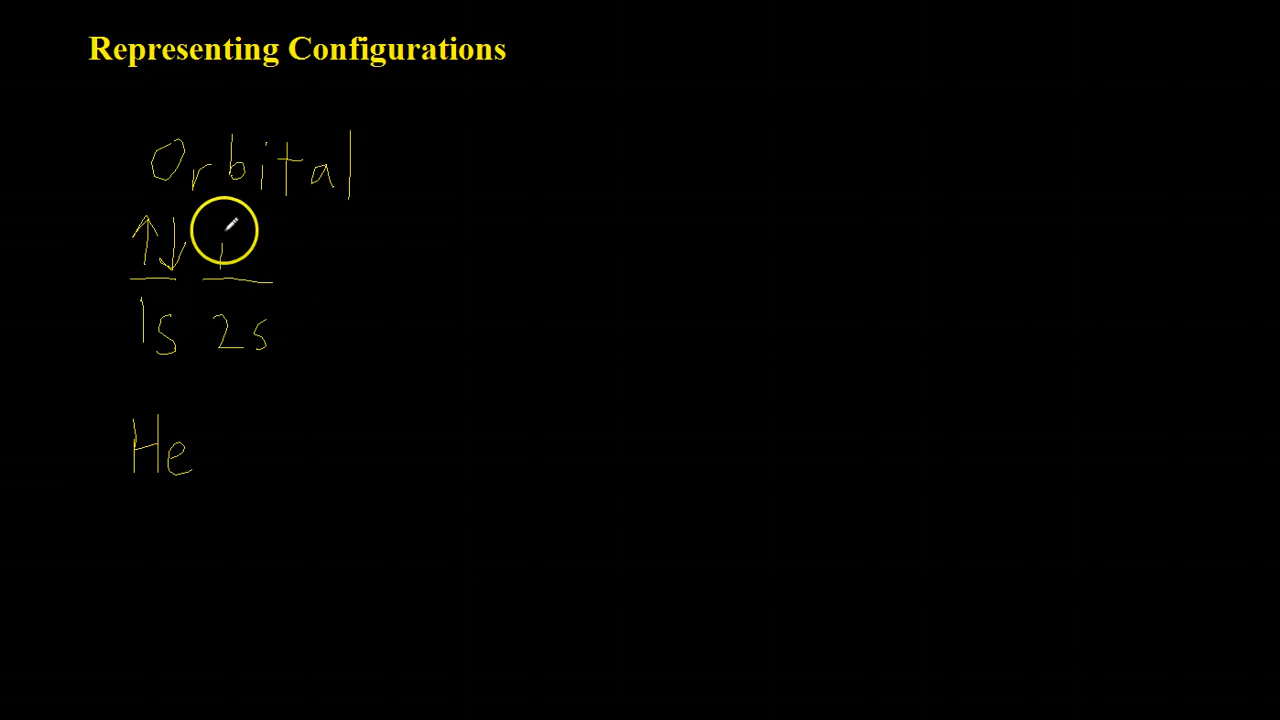 Representing Configurations
Orbital
↑↓
1s 2s
He